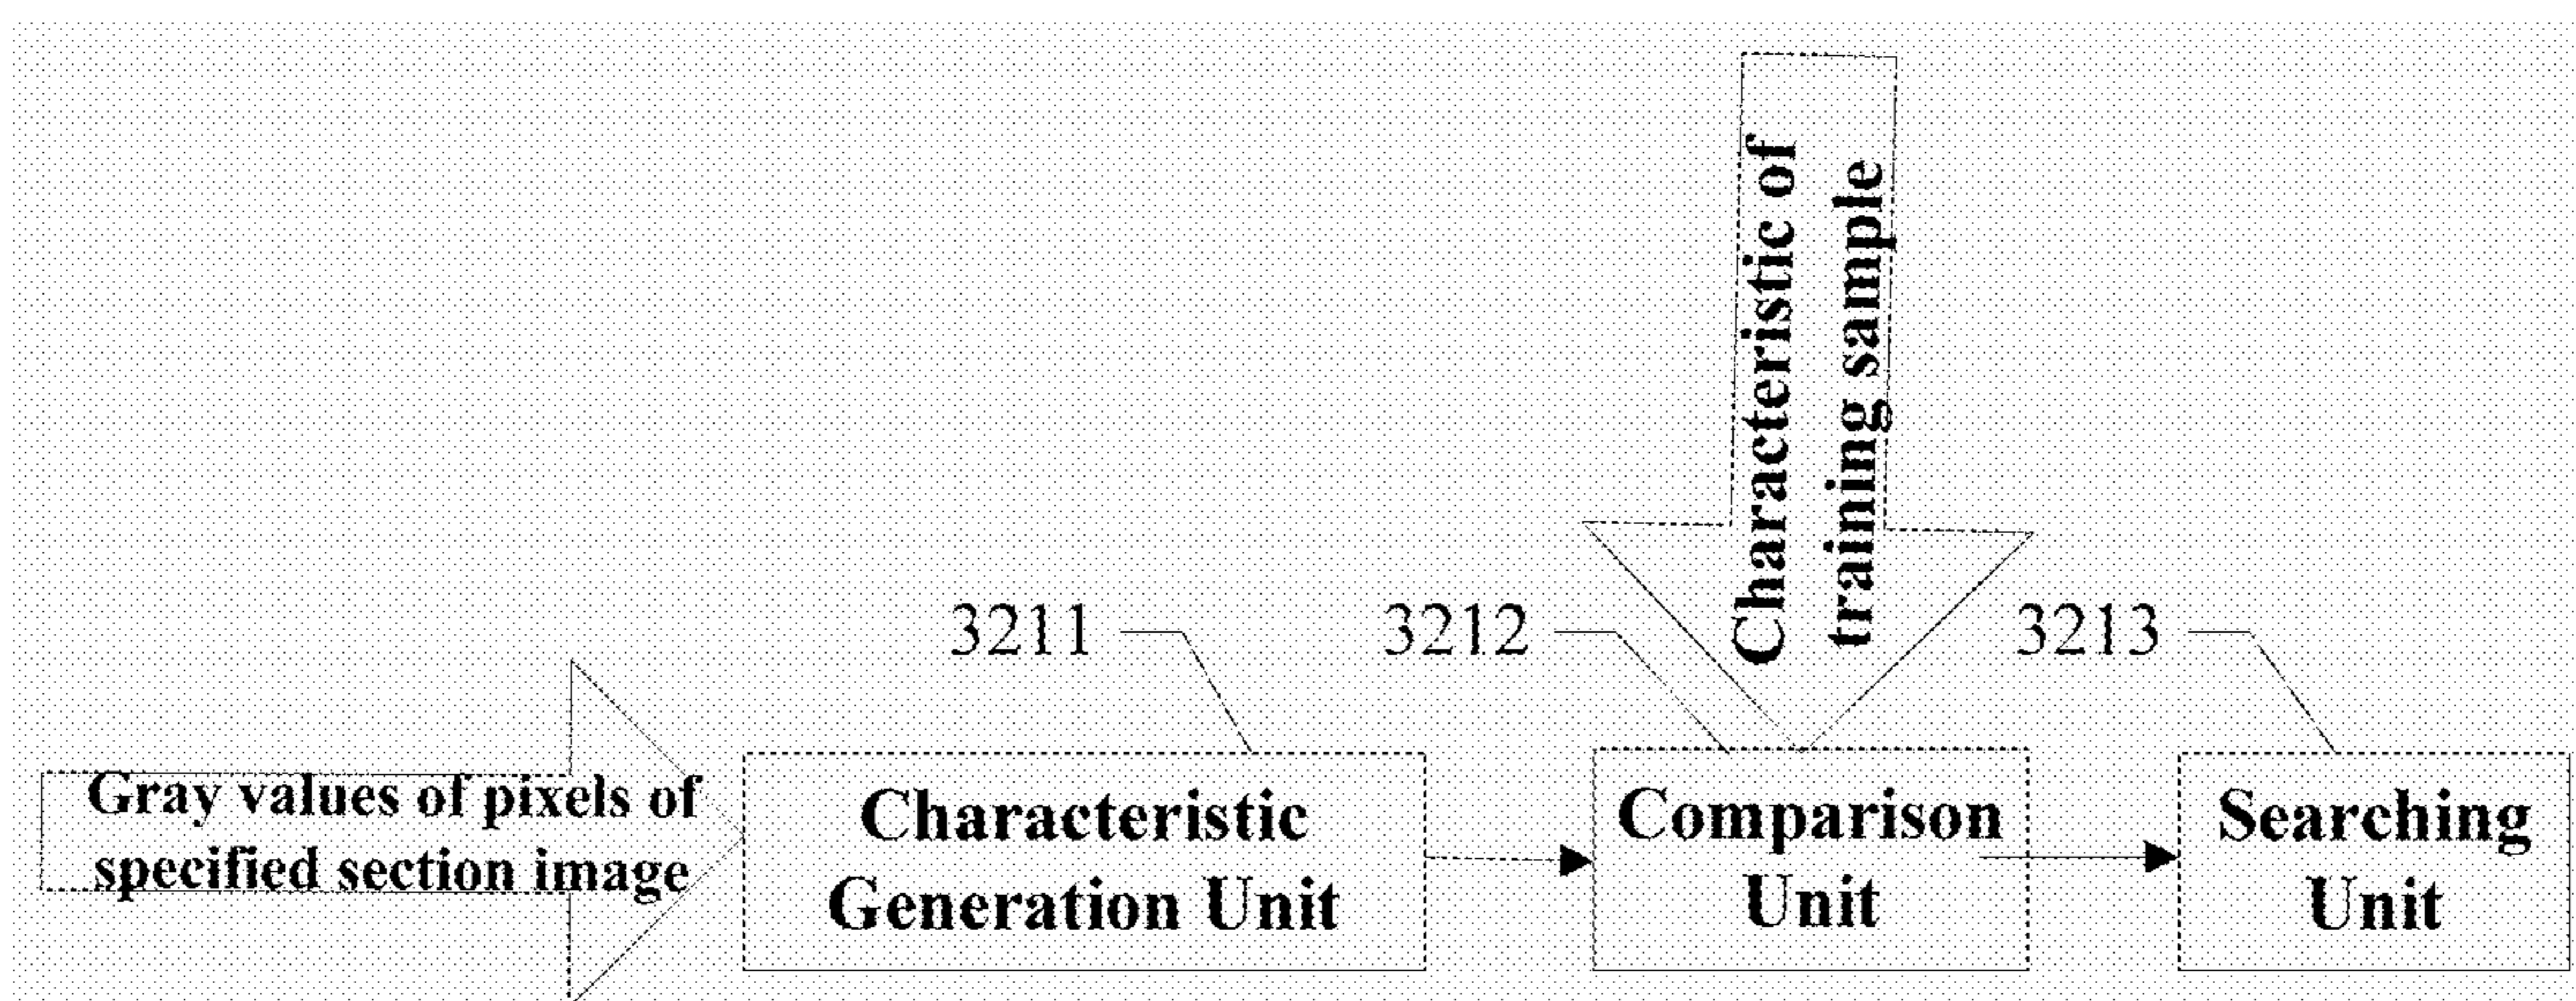 Characteristic of
training sample
3211
3212
3213
Gray values of pixels of
specified section image
Characteristic
Generation Unit
Comparison
Unit
Searching
Unit